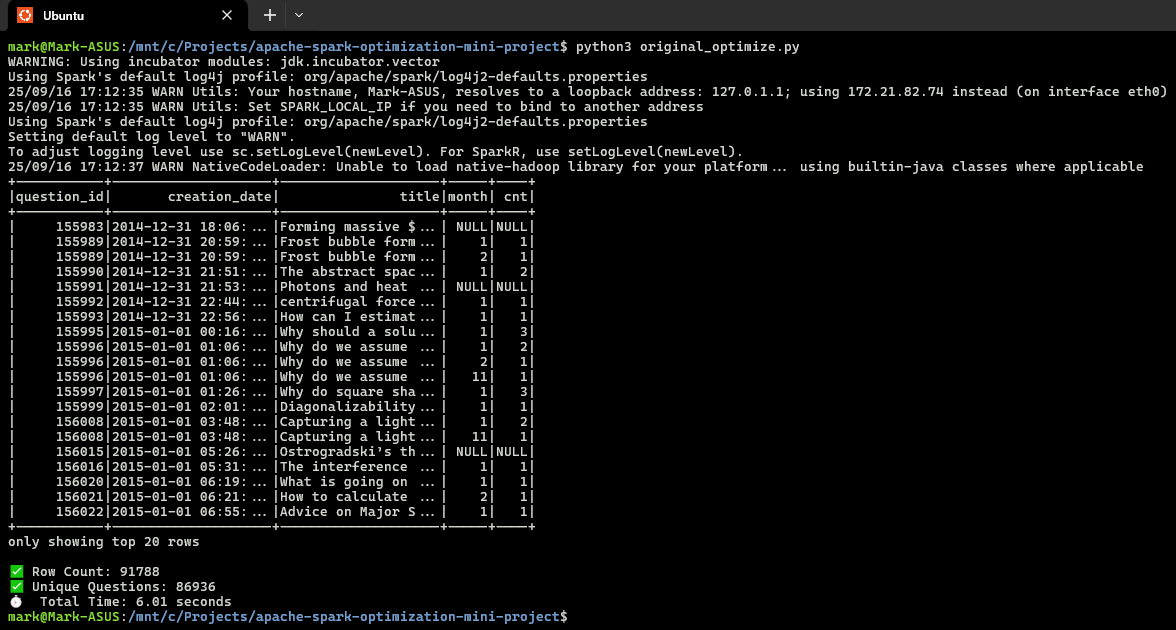 Ubuntu
mark@Mark-ASUS:/mnt/c/Projects/apache-spark-optimization-mini-project$ python3 original_optimize.py
WARNING: Using incubator modules: jdk.incubator.vector
Using Spark's default log4j profile: org/apache/spark/log4j2-defaults.properties
25/09/16 17:12:35 WARN Utils: Your hostname, Mark-ASUS, resolves to a loopback address: 127.0.1.1; using 172.21.82.74 instead (on interface eth0)
25/09/16 17:12:35 WARN Utils: Set SPARK_LOCAL_IP if you need to bind to another address
Using Spark's default log4j profile: org/apache/spark/log4j2-defaults.properties
Setting default log level to "WARN".
To adjust logging level use sc.setLogLevel(newLevel). For SparkR, use setLogLevel(newLevel).
25/09/16 17:12:37 WARN NativeCodeLoader: Unable to load native-hadoop library for your platform... using builtin-java classes where applicable
+-----------+--------------------+--------------------+-----+----+
|question_id|       creation_date|               title|month| cnt|
+-----------+--------------------+--------------------+-----+----+
|     155983|2014-12-31 18:06:...|Forming massive $...| NULL|NULL|
|     155989|2014-12-31 20:59:...|Frost bubble form...|    1|   1|
|     155989|2014-12-31 20:59:...|Frost bubble form...|    2|   1|
|     155990|2014-12-31 21:51:...|The abstract spac...|    1|   2|
|     155991|2014-12-31 21:53:...|Photons and heat ...| NULL|NULL|
|     155992|2014-12-31 22:44:...|centrifugal force...|    1|   1|
|     155993|2014-12-31 22:56:...|How can I estimat...|    1|   1|
|     155995|2015-01-01 00:16:...|Why should a solu...|    1|   3|
|     155996|2015-01-01 01:06:...|Why do we assume ...|    1|   2|
|     155996|2015-01-01 01:06:...|Why do we assume ...|    2|   1|
|     155996|2015-01-01 01:06:...|Why do we assume ...|   11|   1|
|     155997|2015-01-01 01:26:...|Why do square sha...|    1|   3|
|     155999|2015-01-01 02:01:...|Diagonalizability...|    1|   1|
|     156008|2015-01-01 03:48:...|Capturing a light...|    1|   2|
|     156008|2015-01-01 03:48:...|Capturing a light...|   11|   1|
|     156015|2015-01-01 05:26:...|Ostrogradski's th...| NULL|NULL|
|     156016|2015-01-01 05:31:...|The interference ...|    1|   1|
|     156020|2015-01-01 06:19:...|What is going on ...|    1|   1|
|     156021|2015-01-01 06:21:...|How to calculate ...|    2|   1|
|     156022|2015-01-01 06:55:...|Advice on Major S...|    1|   1|
+-----------+--------------------+--------------------+-----+----+
only showing top 20 rows
✅ Row Count: 91788
✅ Unique Questions: 86936
⏱ Total Time: 6.01 seconds
mark@Mark-ASUS:/mnt/c/Projects/apache-spark-optimization-mini-project$